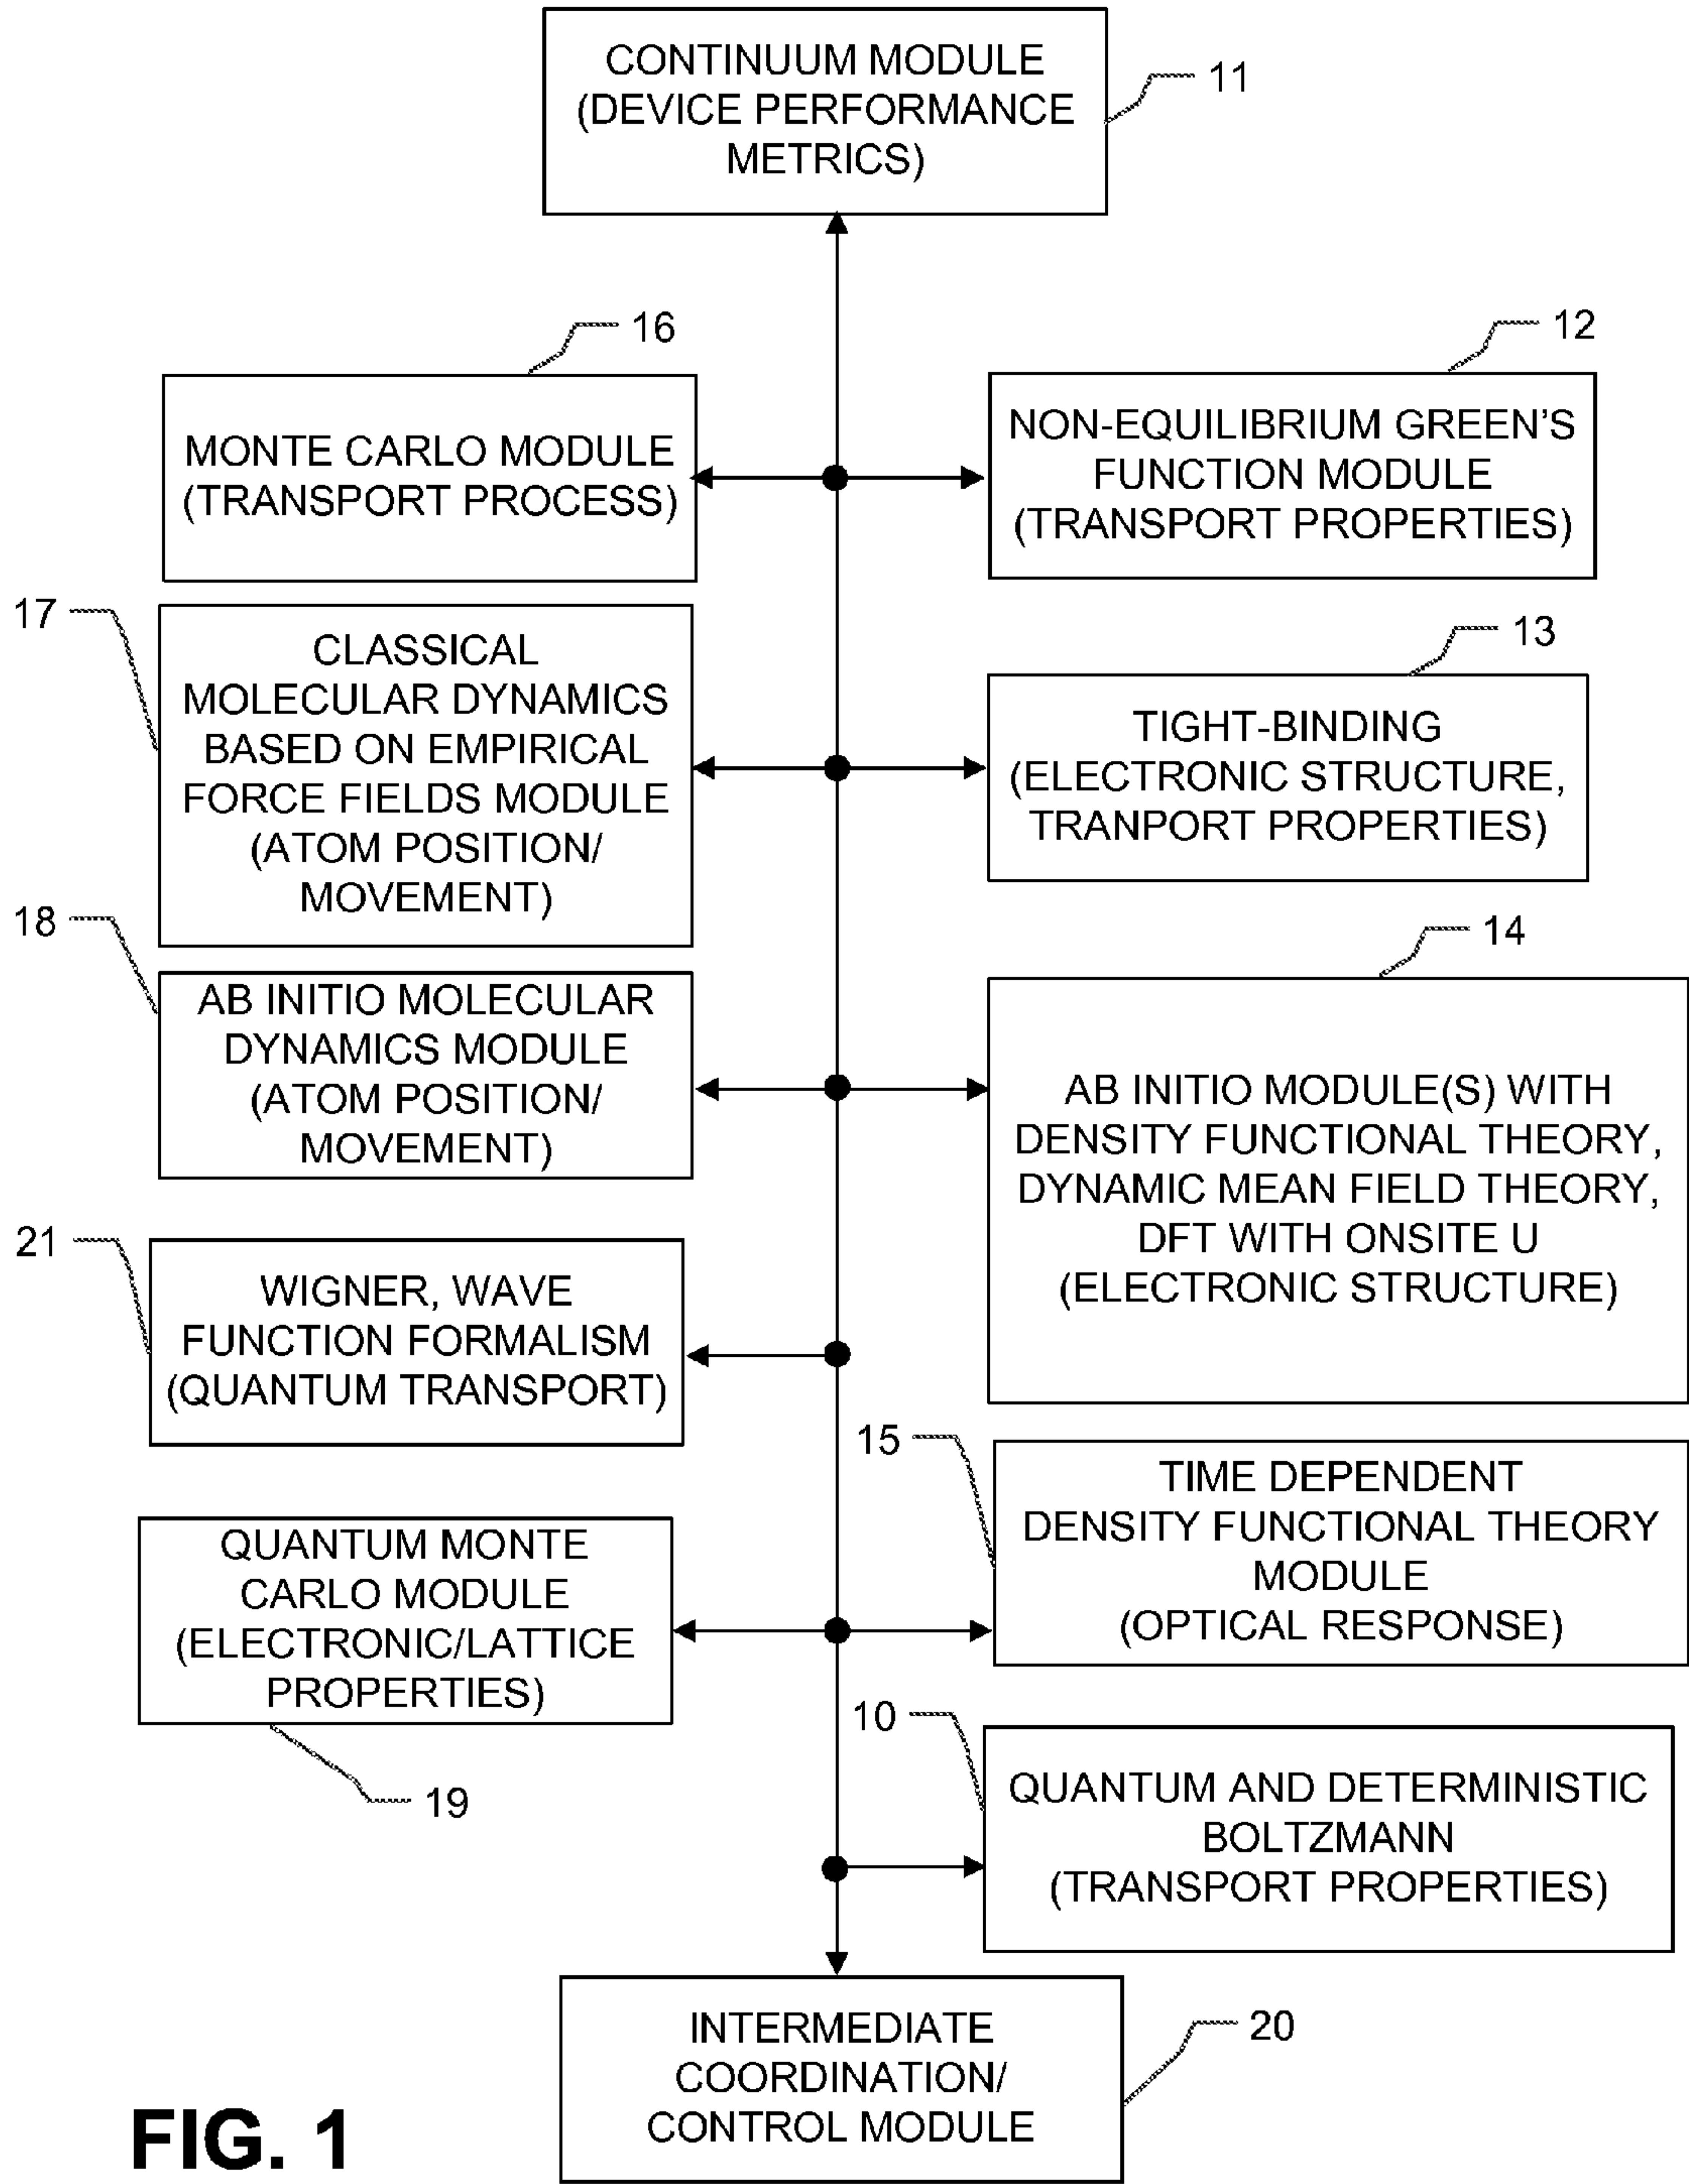 CONTINUUM MODULE
(DEVICE PERFORMANCE
METRICS)
11
16
MONTE CARLO MODULE
(TRANSPORT PROCESS)
12
NON-EQUILIBRIUM GREEN'S
FUNCTION MODULE
(TRANSPORT PROPERTIES)
17
CLASSICAL
MOLECULAR DYNAMICS
BASED ON EMPIRICAL
FORCE FIELDS MODULE
(ATOM POSITION/
MOVEMENT)
13
TIGHT-BINDING
(ELECTRONIC STRUCTURE,
TRANPORT PROPERTIES)
18
AB INITIO MOLECULAR
DYNAMICS MODULE
(ATOM POSITION/
MOVEMENT)
14
AB INITIO MODULE(S) WITH
DENSITY FUNCTIONAL THEORY,
DYNAMIC MEAN FIELD THEORY,
DFT WITH ONSITE U
(ELECTRONIC STRUCTURE)
21
WIGNER, WAVE
FUNCTION FORMALISM
(QUANTUM TRANSPORT)
15
TIME DEPENDENT
DENSITY FUNCTIONAL THEORY
MODULE
(OPTICAL RESPONSE)
QUANTUM MONTE
CARLO MODULE
(ELECTRONIC/LATTICE
PROPERTIES)
19
10
QUANTUM AND DETERMINISTIC
BOLTZMANN
(TRANSPORT PROPERTIES)
INTERMEDIATE
COORDINATION/
CONTROL MODULE
20
FIG. 1